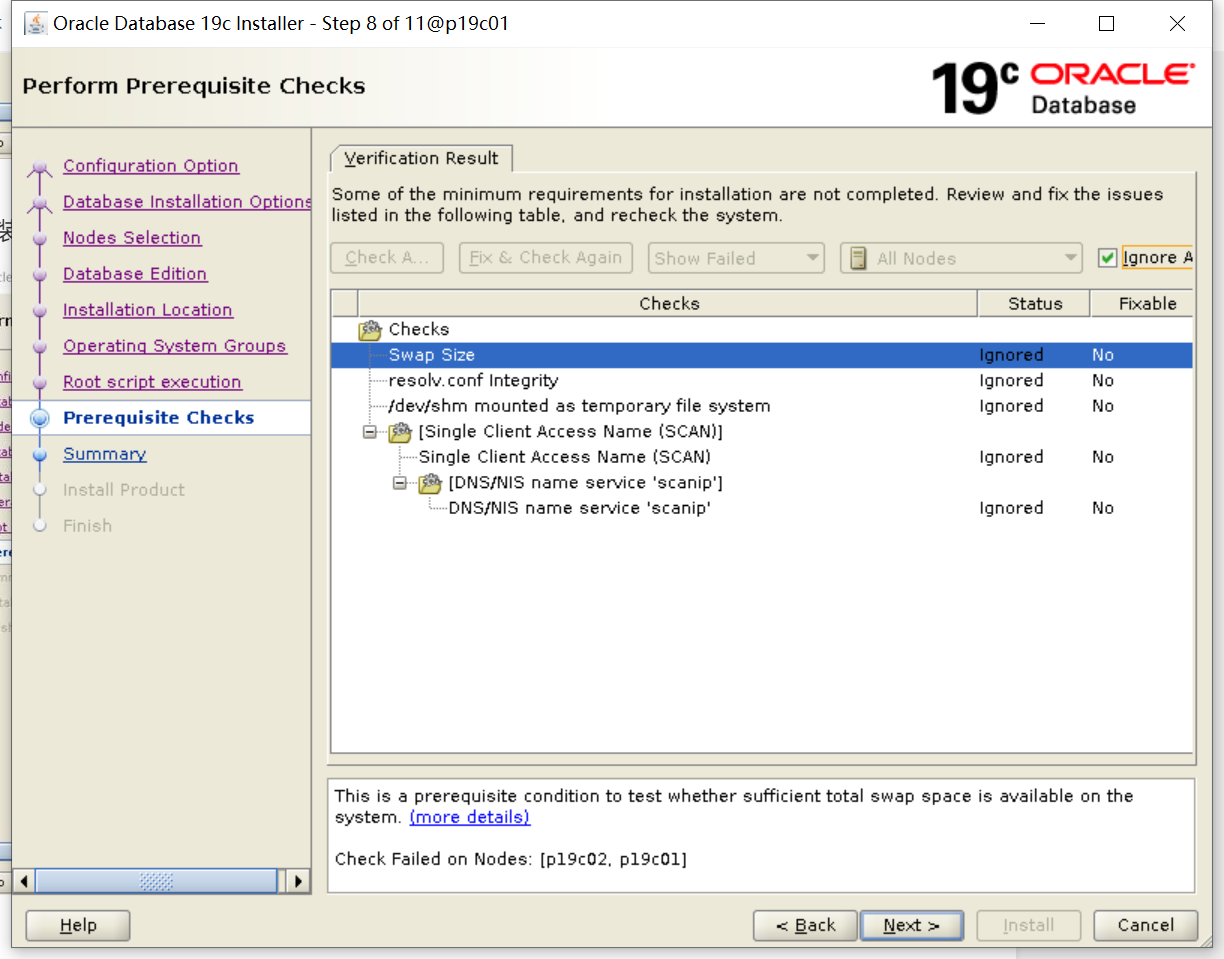 Oracle Database 19c Installer - Step 8 of 11@p19c01
Perform Prerequisite Checks
19c ORACLE
Database
Configuration Option
Database Installation Options
Nodes Selection
Database Edition
Installation Location
Operating System Groups
Root script execution
Prerequisite Checks
Summary
Install Product
Finish
Verification Result
Some of the minimum requirements for installation are not completed. Review and fix the issues
listed in the following table, and recheck the system.
Check A... Fix & Check Again Show Failed All Nodes Ignore A
Checks Status Fixable
Checks
Swap Size Ignored No
resolv.conf Integrity Ignored No
/dev/shm mounted as temporary file system Ignored No
[Single Client Access Name (SCAN)]
Single Client Access Name (SCAN) Ignored No
[DNS/NIS name service 'scanip']
DNS/NIS name service 'scanip' Ignored No
This is a prerequisite condition to test whether sufficient total swap space is available on the
system. (more details)
Check Failed on Nodes: [p19c02, p19c01]
Help < Back Next > Install Cancel